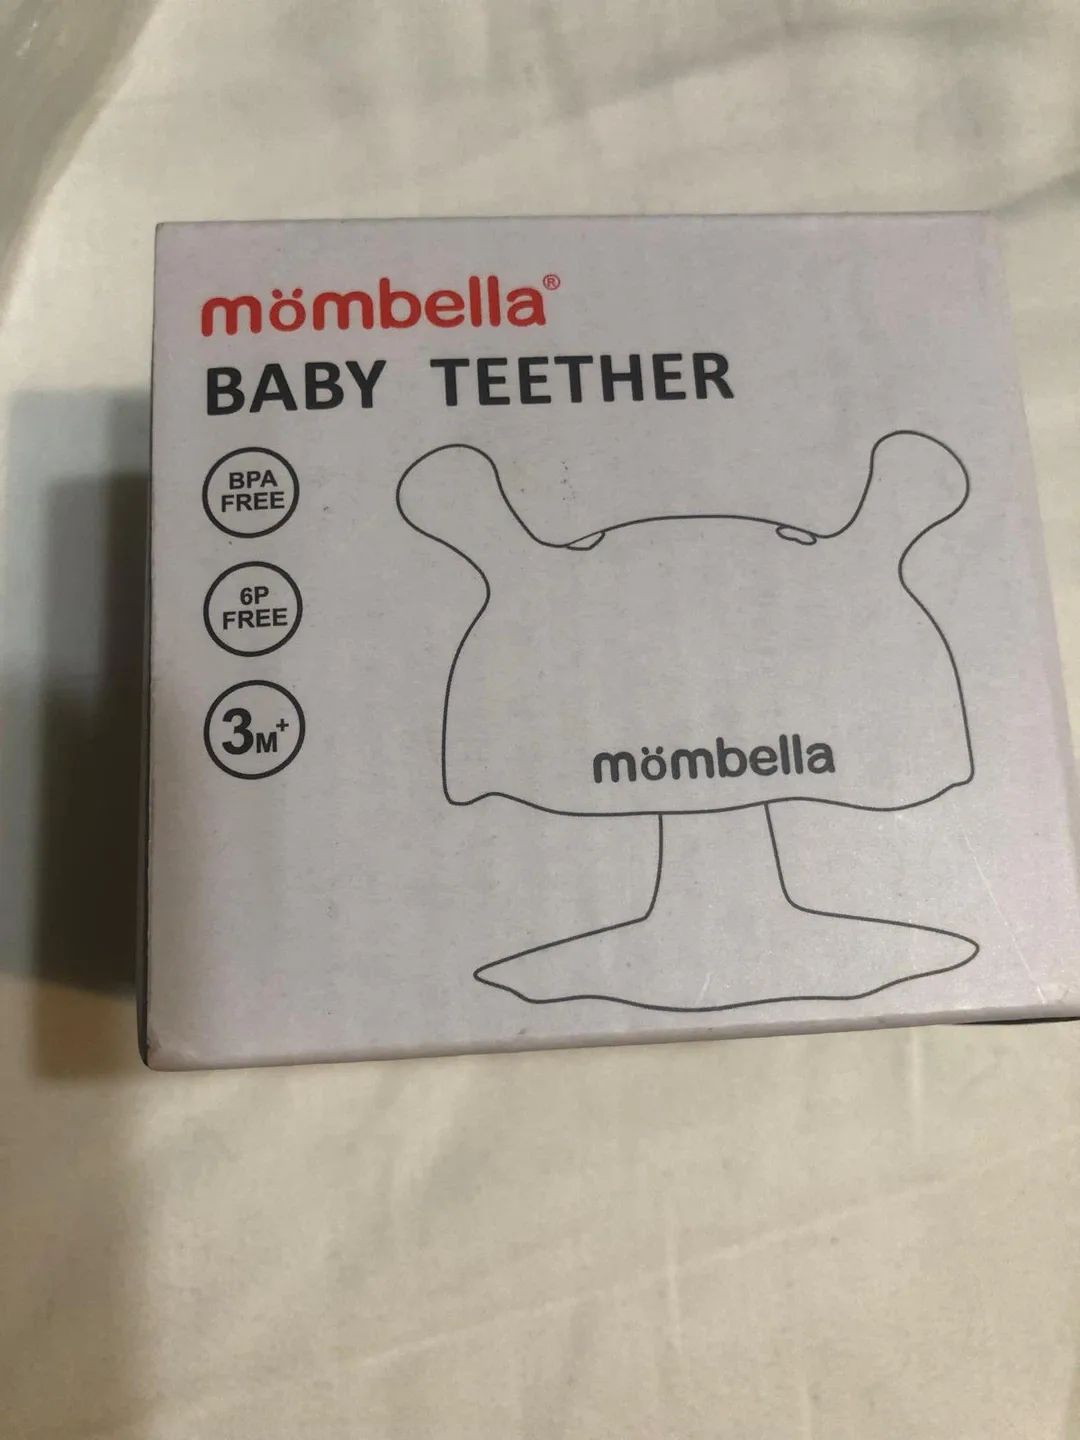 mömbella®
BABY TEETHER
BPA
FREE
6P
FREE
3M+
mömbella